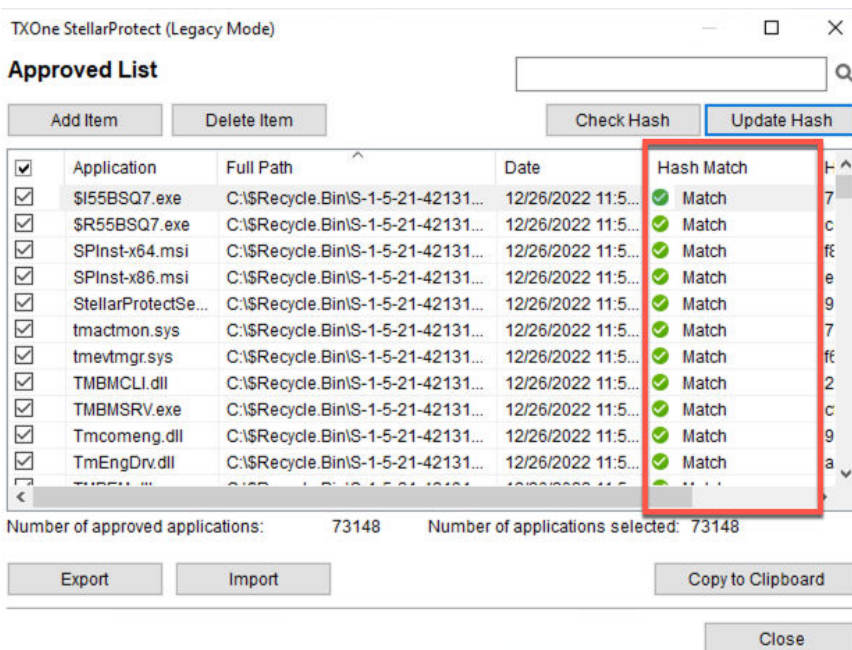 TXOne StellarProtect (Legacy Mode)
Approved List
Add Item Delete Item Check Hash Update Hash
Application Full Path Date Hash Match H
$I55BSQ7.exe C:\$Recycle.Bin\S-1-5-21-42131... 12/26/2022 11:5... Match 7
$R55BSQ7.exe C:\$Recycle.Bin\S-1-5-21-42131... 12/26/2022 11:5... Match c
SPInst-x64.msi C:\$Recycle.Bin\S-1-5-21-42131... 12/26/2022 11:5... Match f8
SPInst-x86.msi C:\$Recycle.Bin\S-1-5-21-42131... 12/26/2022 11:5... Match e
StellarProtectSe... C:\$Recycle.Bin\S-1-5-21-42131... 12/26/2022 11:5... Match 9
tmactmon.sys C:\$Recycle.Bin\S-1-5-21-42131... 12/26/2022 11:5... Match 7
tmevtmgr.sys C:\$Recycle.Bin\S-1-5-21-42131... 12/26/2022 11:5... Match f6
TMBMCLI.dll C:\$Recycle.Bin\S-1-5-21-42131... 12/26/2022 11:5... Match 2
TMBMSRV.exe C:\$Recycle.Bin\S-1-5-21-42131... 12/26/2022 11:5... Match c
Tmcomeng.dll C:\$Recycle.Bin\S-1-5-21-42131... 12/26/2022 11:5... Match 9
TmEngDrv.dll C:\$Recycle.Bin\S-1-5-21-42131... 12/26/2022 11:5... Match a
Number of approved applications: 73148 Number of applications selected: 73148
Export Import Copy to Clipboard
Close